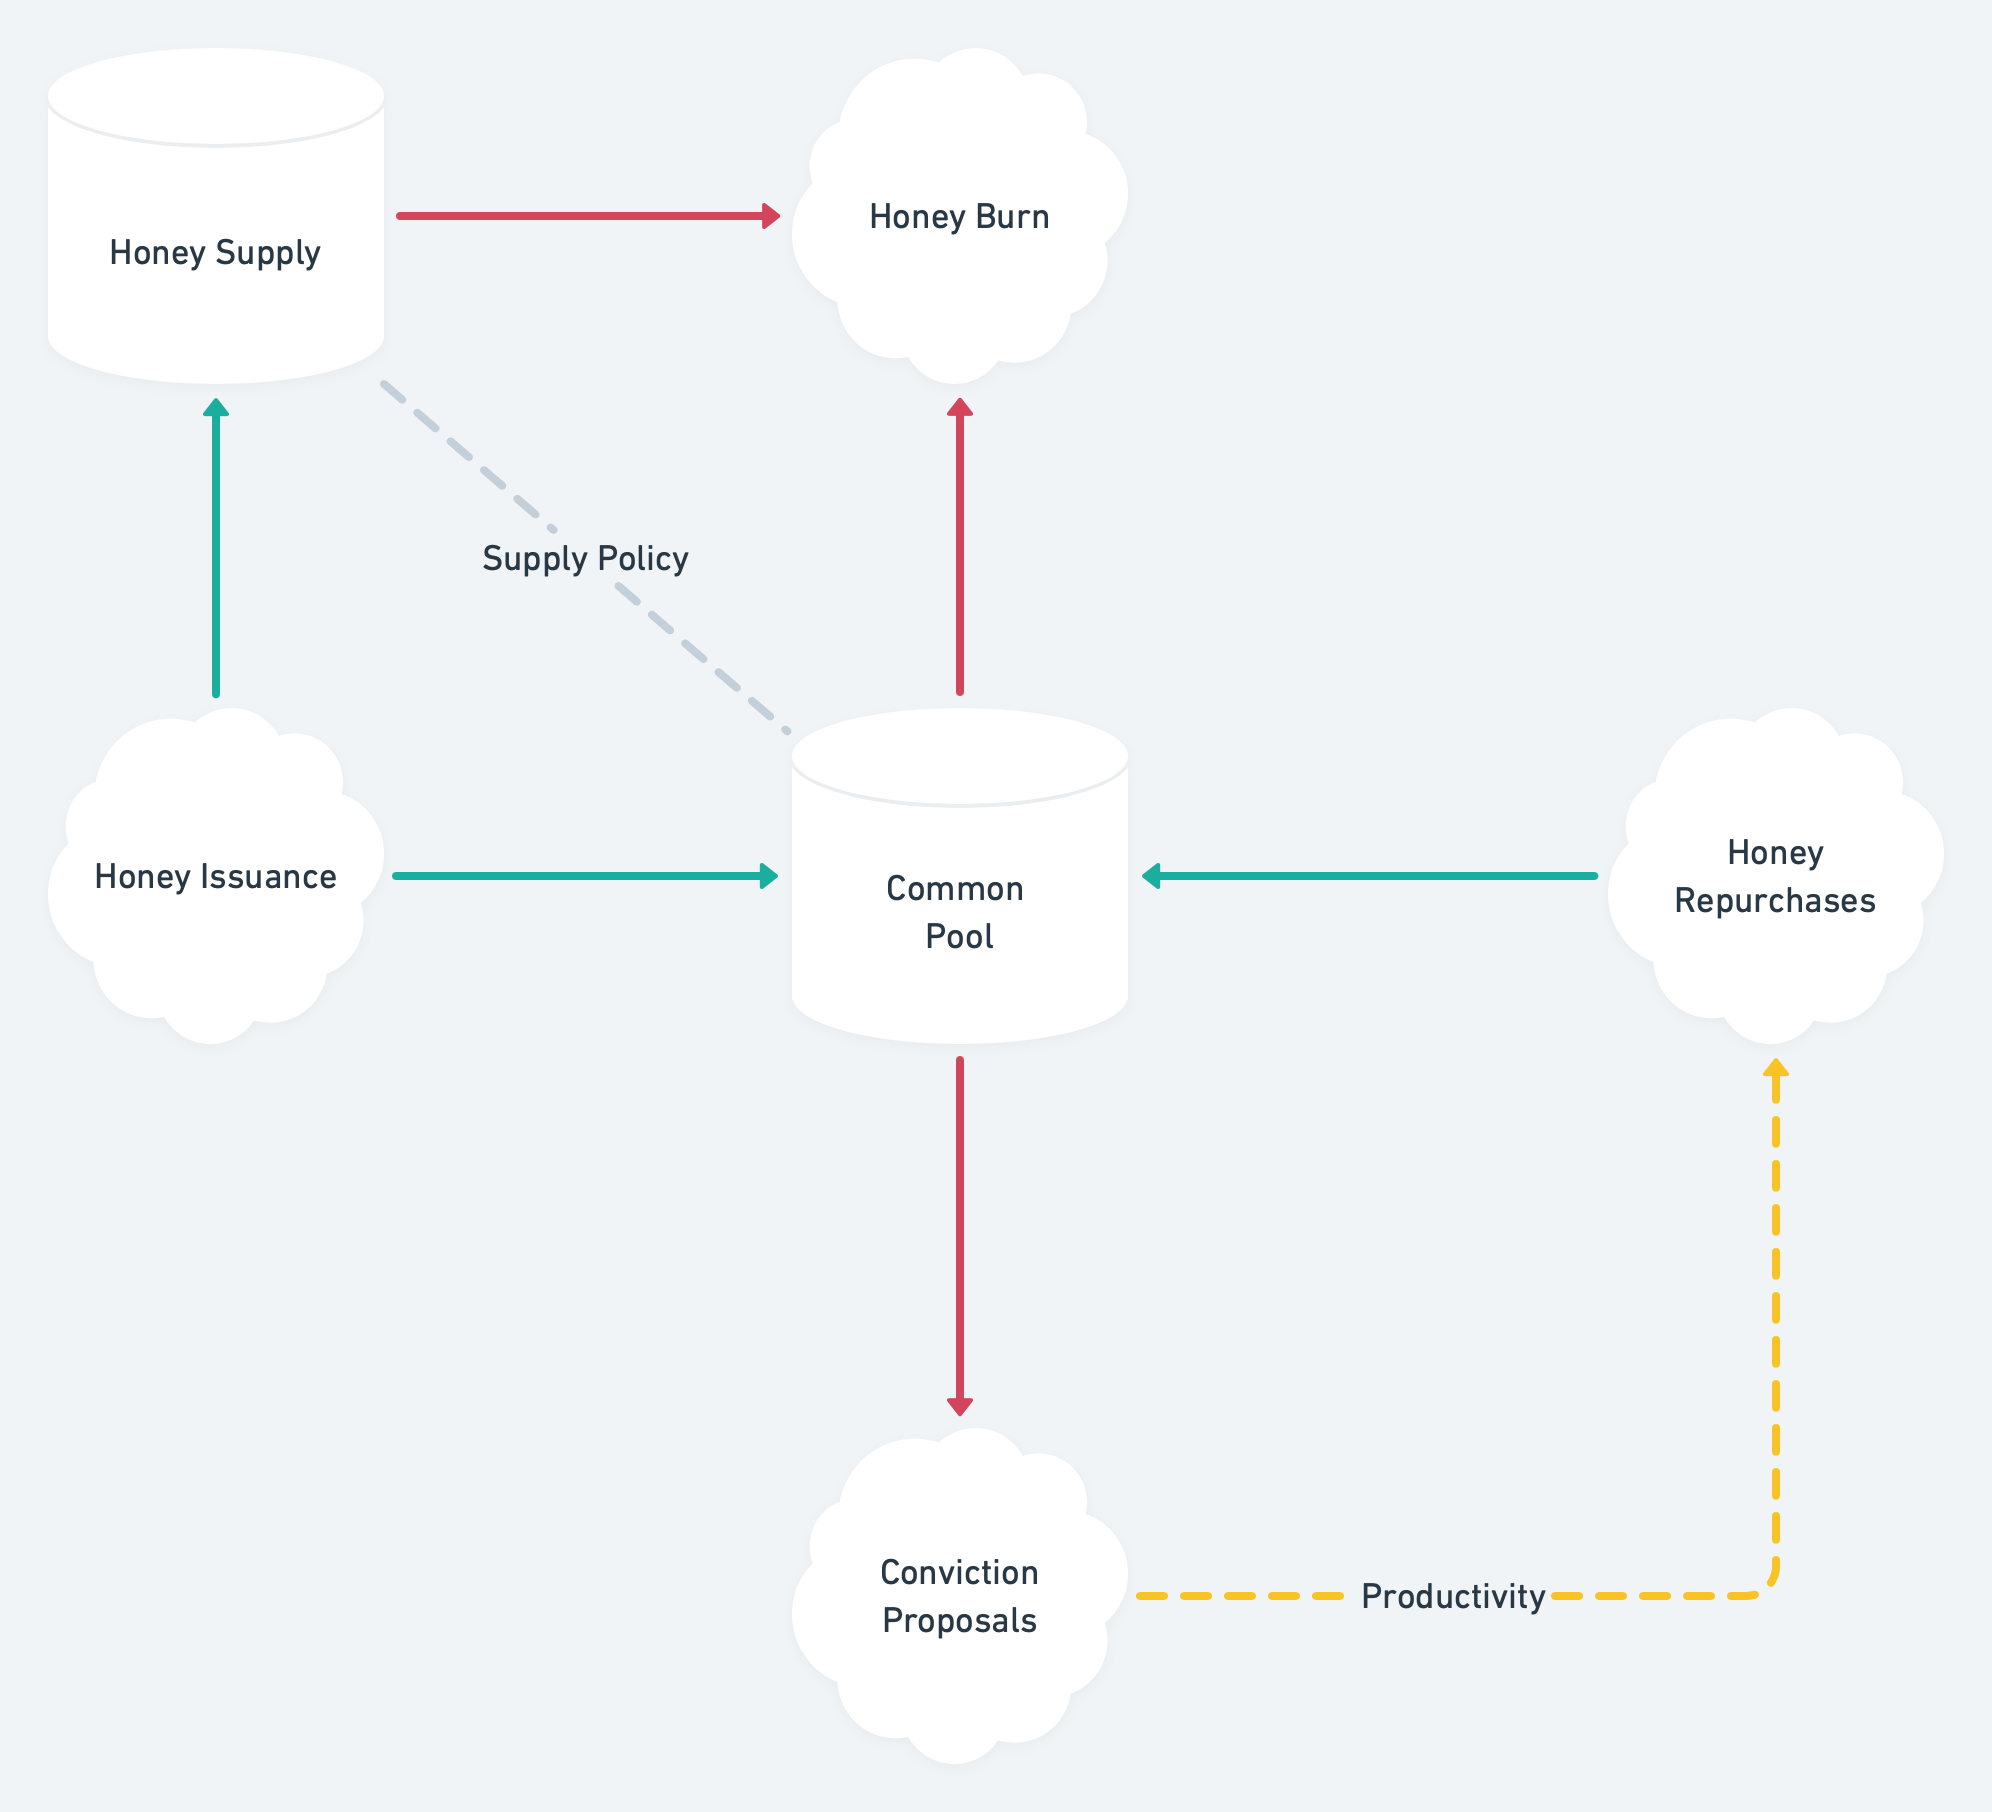 Honey Supply
Honey Burn
Supply Policy
Honey Issuance
Common
Pool
Honey
Repurchases
Conviction
Proposals
Productivity